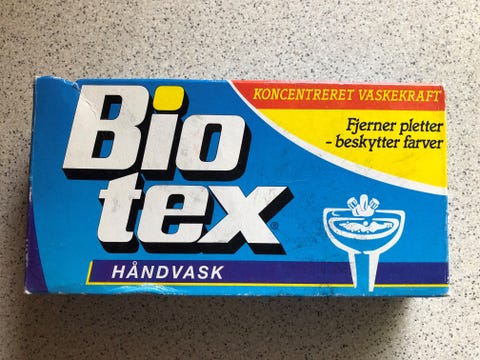 KONCENTRERET VASKEKRAFT
Fjerner pletter
- beskytter farver
Bio
tex®
HÅNDVASK